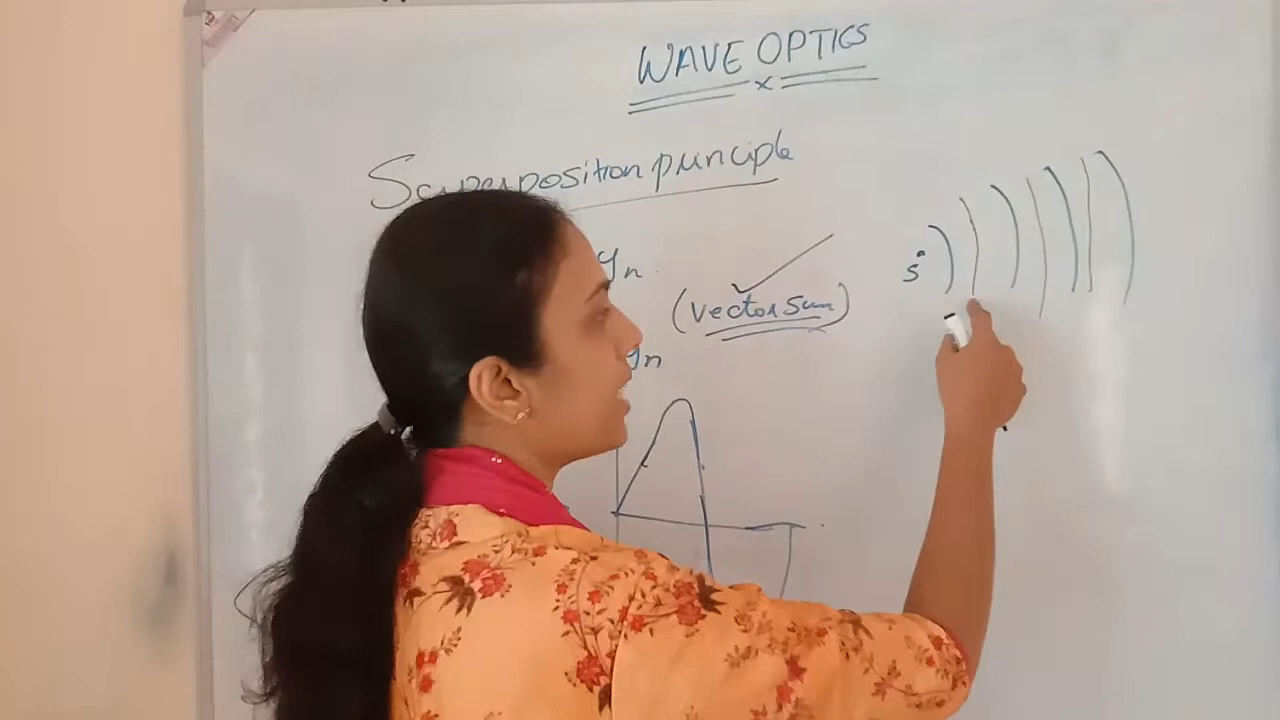 WAVE OPTICS
x
Superposition principle
yn
(vector sum)
yn
S